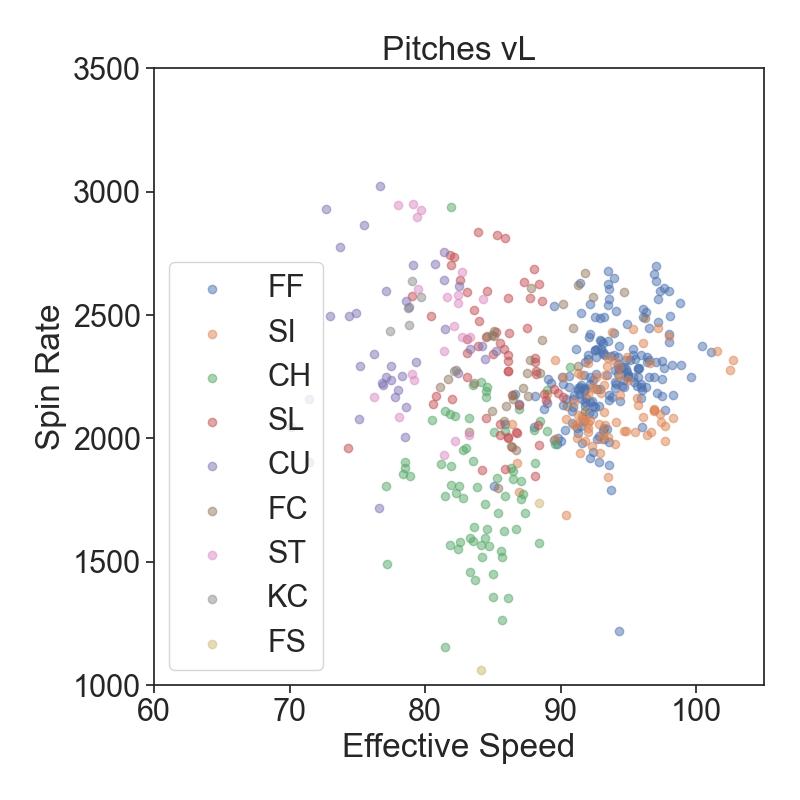 Pitches vL
3500
3000
2500
2000
1500
1000
Spin Rate
FF
SI
CH
SL
CU
FC
ST
KC
FS
60 70 80 90 100
Effective Speed